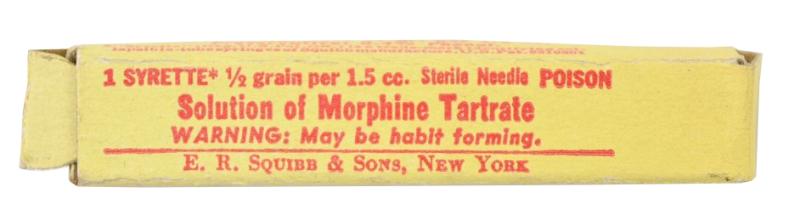 1 SYRETTE* ½ grain per 1.5 cc. Sterile Needle POISON
Solution of Morphine Tartrate
WARNING: May be habit forming.
E. R. SQUIBB & SONS, NEW YORK